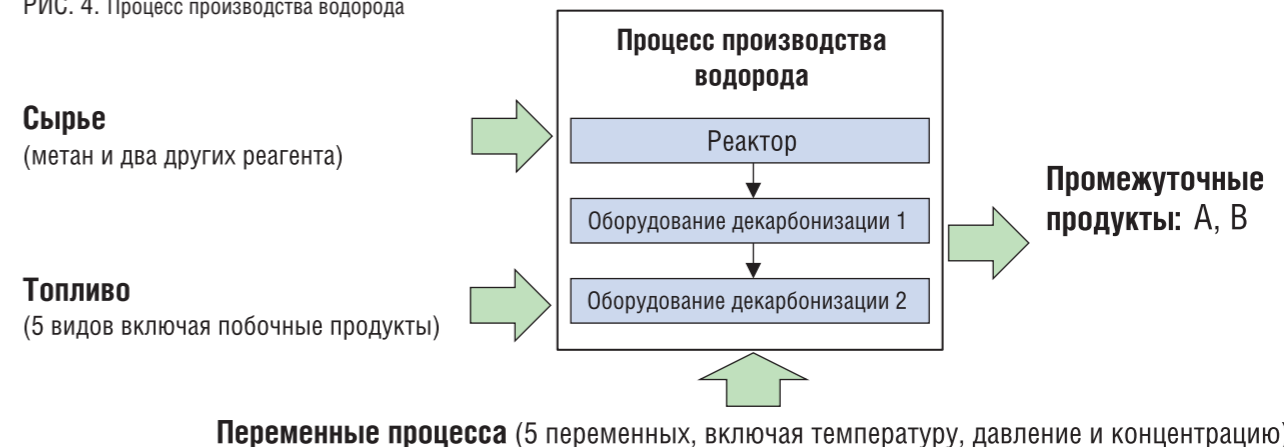 РИС. 4. Процесс производства водорода
Процесс производства
водорода
Сырье
(метан и два других реагента)
Реактор
Оборудование декарбонизации 1
Оборудование декарбонизации 2
Промежуточные
продукты: А, В
Топливо
(5 видов включая побочные продукты)
Переменные процесса (5 переменных, включая температуру, давление и концентрацию)